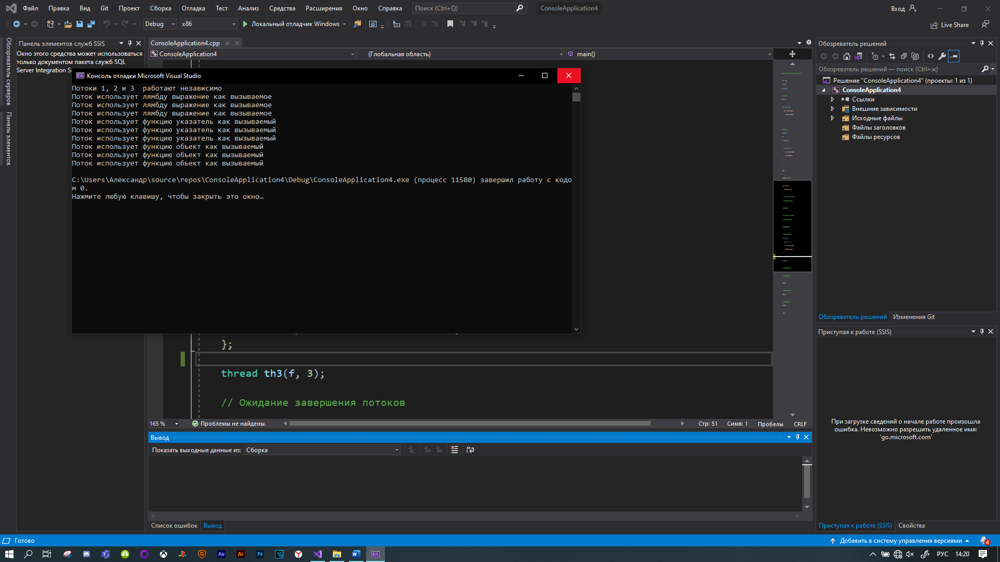 Файл Правка Вид Git Проект Сборка Отладка Тест Анализ Средства Расширения Окно Справка Поиск (Ctrl+Q) ConsoleApplication4 Вход
Debug x86 Локальный отладчик Windows Live Share
Обозреватель серверов
Панель элементов
Панель элементов служб SSIS
Окно этого средства может использоваться
только документом пакета служб SQL
Server Integration S
ConsoleApplication4.cpp
ConsoleApplication4 (Глобальная область) main()
Консоль отладки Microsoft Visual Studio
Потоки 1, 2 и 3  работают независимо
Поток использует лямбду выражение как вызываемое
Поток использует лямбду выражение как вызываемое
Поток использует лямбду выражение как вызываемое
Поток использует функцию указатель как вызываемый
Поток использует функцию указатель как вызываемый
Поток использует функцию указатель как вызываемый
Поток использует функцию объект как вызываемый
Поток использует функцию объект как вызываемый
Поток использует функцию объект как вызываемый
C:\Users\Александр\source\repos\ConsoleApplication4\Debug\ConsoleApplication4.exe (процесс 11580) завершил работу с кодо
м 0.
Нажмите любую клавишу, чтобы закрыть это окно…
};
thread th3(f, 3);
// Ожидание завершения потоков
165 % Проблемы не найдены. Стр: 51 Симв: 1 Пробелы CRLF
Вывод
Показать выходные данные из: Сборка
Список ошибок Вывод
Обозреватель решений
Обозреватель решений — поиск (Ctrl+ж)
Решение "ConsoleApplication4" (проекты: 1 из 1)
ConsoleApplication4
Ссылки
Внешние зависимости
Исходные файлы
Файлы заголовков
Файлы ресурсов
Обозреватель решений Изменения Git
Приступая к работе (SSIS)
При загрузке сведений о начале работе произошла
ошибка. Невозможно разрешить удаленное имя:
'go.microsoft.com'
Приступая к работе (SSIS) Свойства
Готово Добавить в систему управления версиями 4
Au Ai Ps РУС 14:20